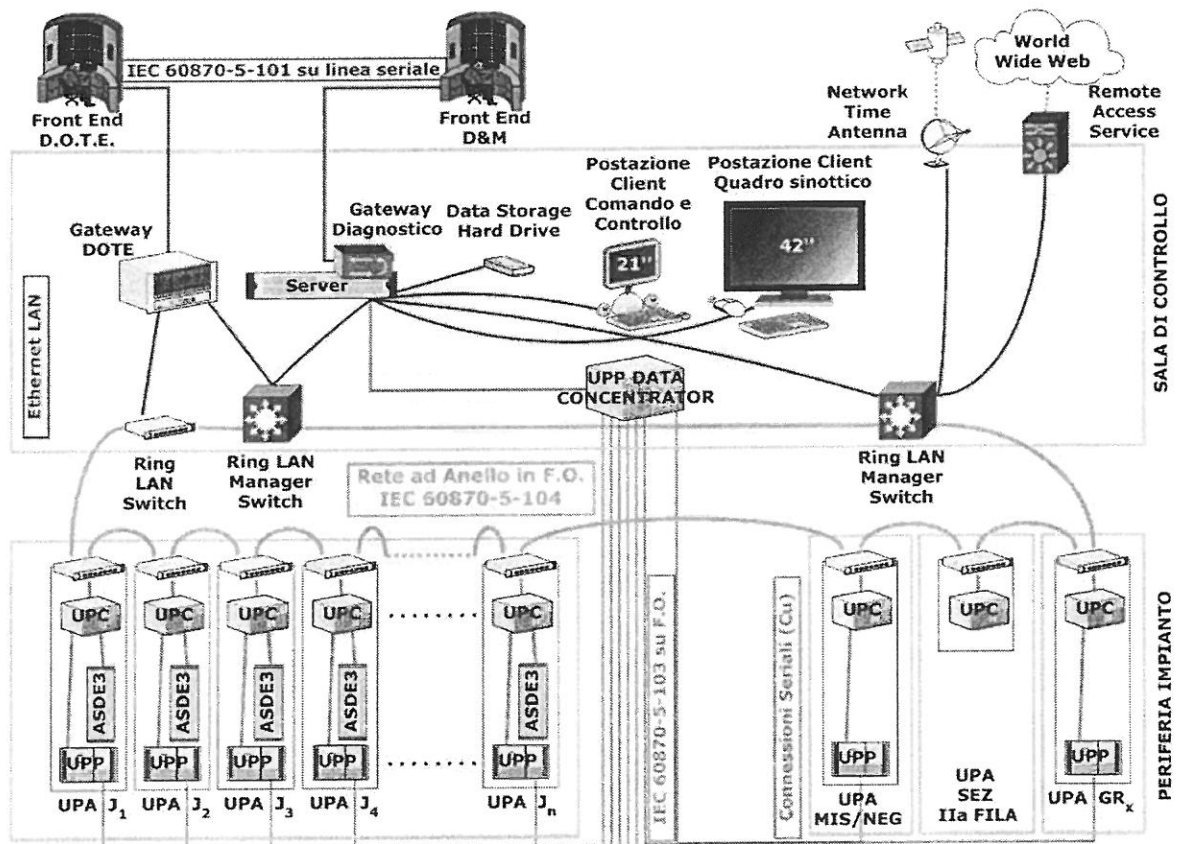 IEC 60870-5-101 su linea seriale
Front End
D.O.T.E.
Front End
D&M
World
Wide Web
Network
Time
Antenna
Remote
Access
Service
Gateway
DOTE
Gateway
Diagnostico
Data Storage
Hard Drive
Postazione
Client
Comando e
Controllo
Postazione Client
Quadro sinottico
Server
21"
42"
Ethernet LAN
SALA DI CONTROLLO
UPP DATA
CONCENTRATOR
Ring
LAN
Switch
Ring LAN
Manager
Switch
Ring LAN
Manager
Switch
Rete ad Anello in F.O.
IEC 60870-5-104
UPC
UPC
UPC
UPC
UPC
UPC
UPC
UPC
ASDE3
ASDE3
ASDE3
ASDE3
ASDE3
IEC 60870-5-103 su F.O.
Connessioni Seriali (Cu)
PERIFERIA IMPIANTO
UPP
UPP
UPP
UPP
UPP
UPP
UPP
UPA J1
UPA J2
UPA J3
UPA J4
UPA Jn
UPA
MIS/NEG
UPA
SEZ
IIa FILA
UPA GRx